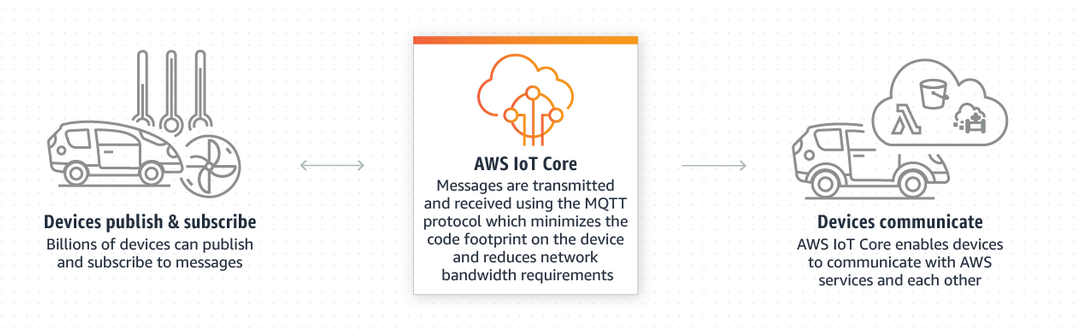 Devices publish & subscribe
Billions of devices can publish
and subscribe to messages
AWS IoT Core
Messages are transmitted
and received using the MQTT
protocol which minimizes the
code footprint on the device
and reduces network
bandwidth requirements
Devices communicate
AWS IoT Core enables devices
to communicate with AWS
services and each other